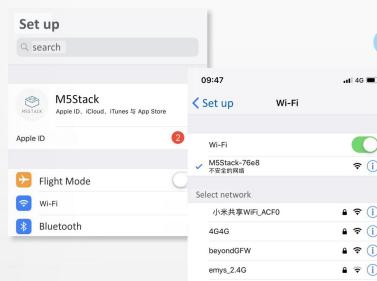 Set up
search
M5STACK
M5Stack
Apple ID、iCloud、iTunes 与 App Store
Apple ID
2
Flight Mode
Wi-Fi
Bluetooth
09:47
4G
Set up
Wi-Fi
Wi-Fi
M5Stack-76e8
不安全的网络
Select network
小米共享WiFi_ACF0
4G4G
beyondGFW
emys_2.4G